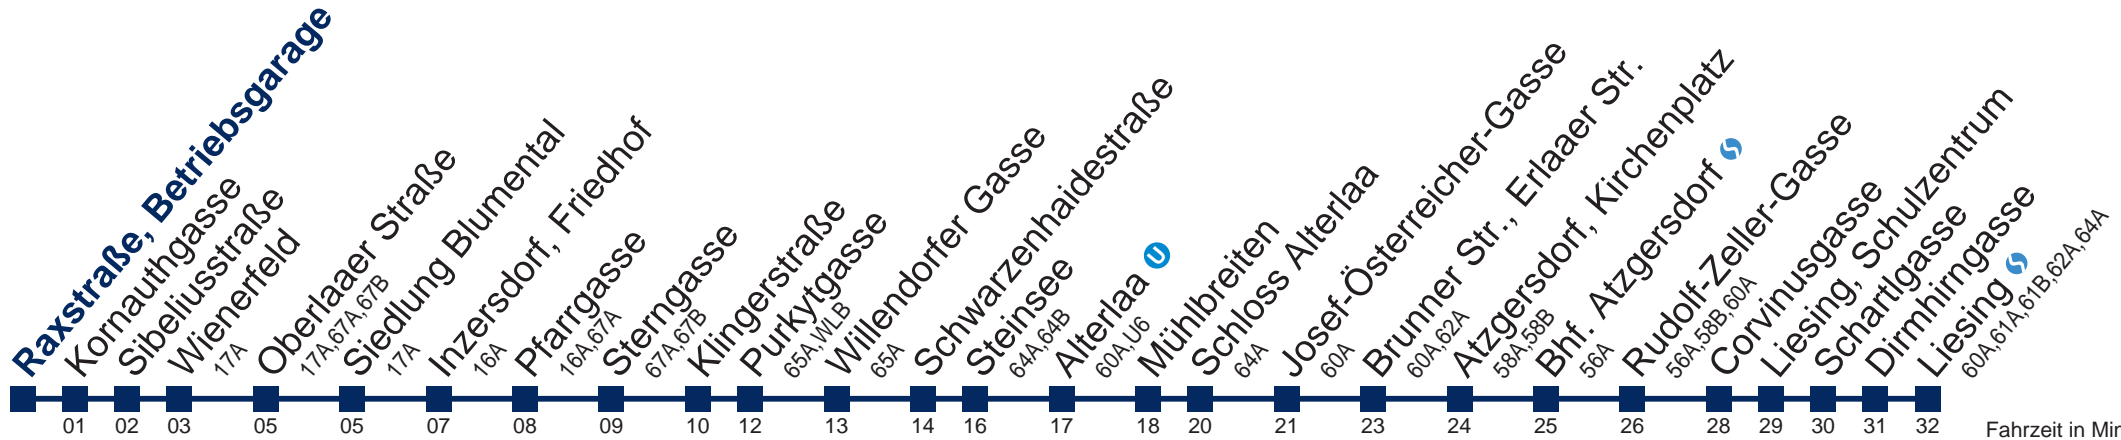 Raxstraße, Betriebsgarage
Kornauthgasse
Sibeliusstraße
Wienerfeld
17A
Oberlaaer Straße
17A,67A,67B
Siedlung Blumental
17A
Inzersdorf, Friedhof
16A
Pfarrgasse
16A,67A
Sterngasse
67A,67B
Klingerstraße
Purkytgasse
65A,WLB
Willendorfer Gasse
65A
Schwarzenhaidestraße
Steinsee
64A,64B
Alterlaa U
60A,U6
Mühlbreiten
Schloss Alterlaa
64A
Josef-Österreicher-Gasse
60A
Brunner Str., Erlaaer Str.
60A,62A
Atzgersdorf, Kirchenplatz
58A,58B
Bhf. Atzgersdorf
56A
Rudolf-Zeller-Gasse
56A,58B,60A
Corvinusgasse
Liesing, Schulzentrum
Schartlgasse
Dirmhirngasse
Liesing
60A,61A,61B,62A,64A
01 02 03 05 05 07 08 09 10 12 13 14 16 17 18 20 21 23 24 25 26 28 29 30 31 32
Fahrzeit in Min